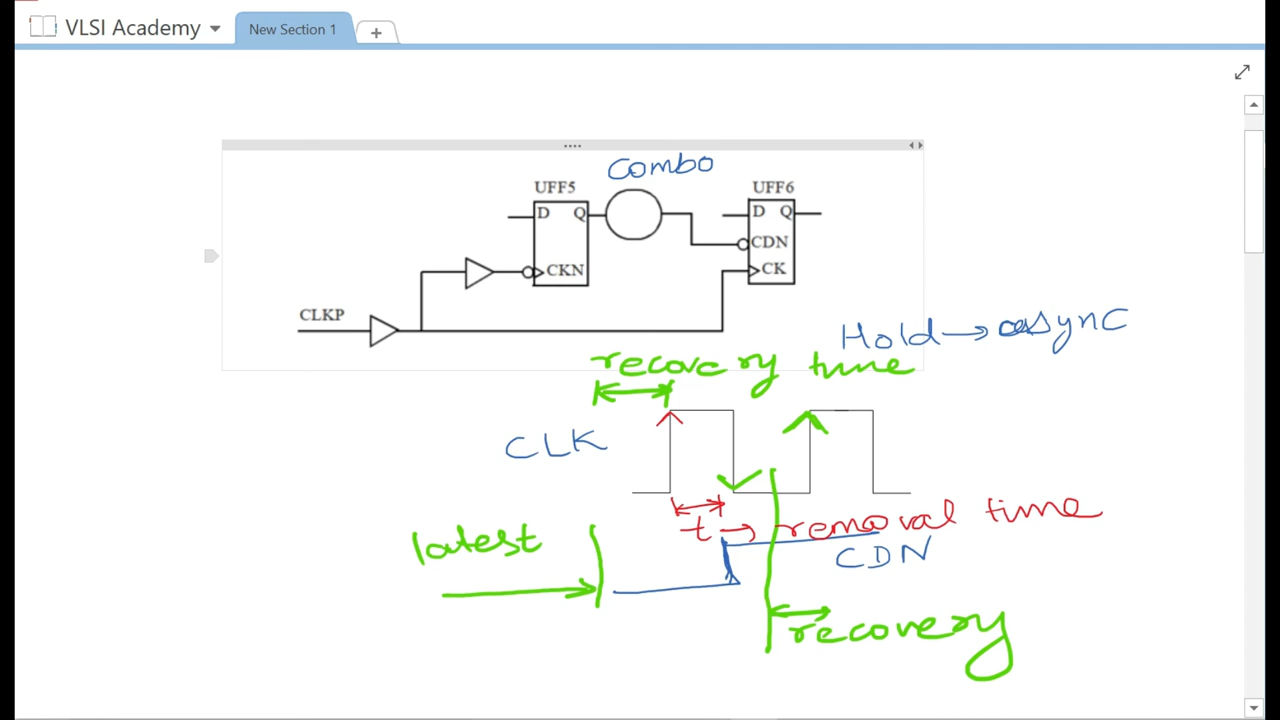 VLSI Academy
New Section 1
+
Combo
UFF5
UFF6
D Q
D Q
CDN
CKN
CK
CLKP
Hold → async
recovery time
CLK
t → removal time
latest
CDN
recovery